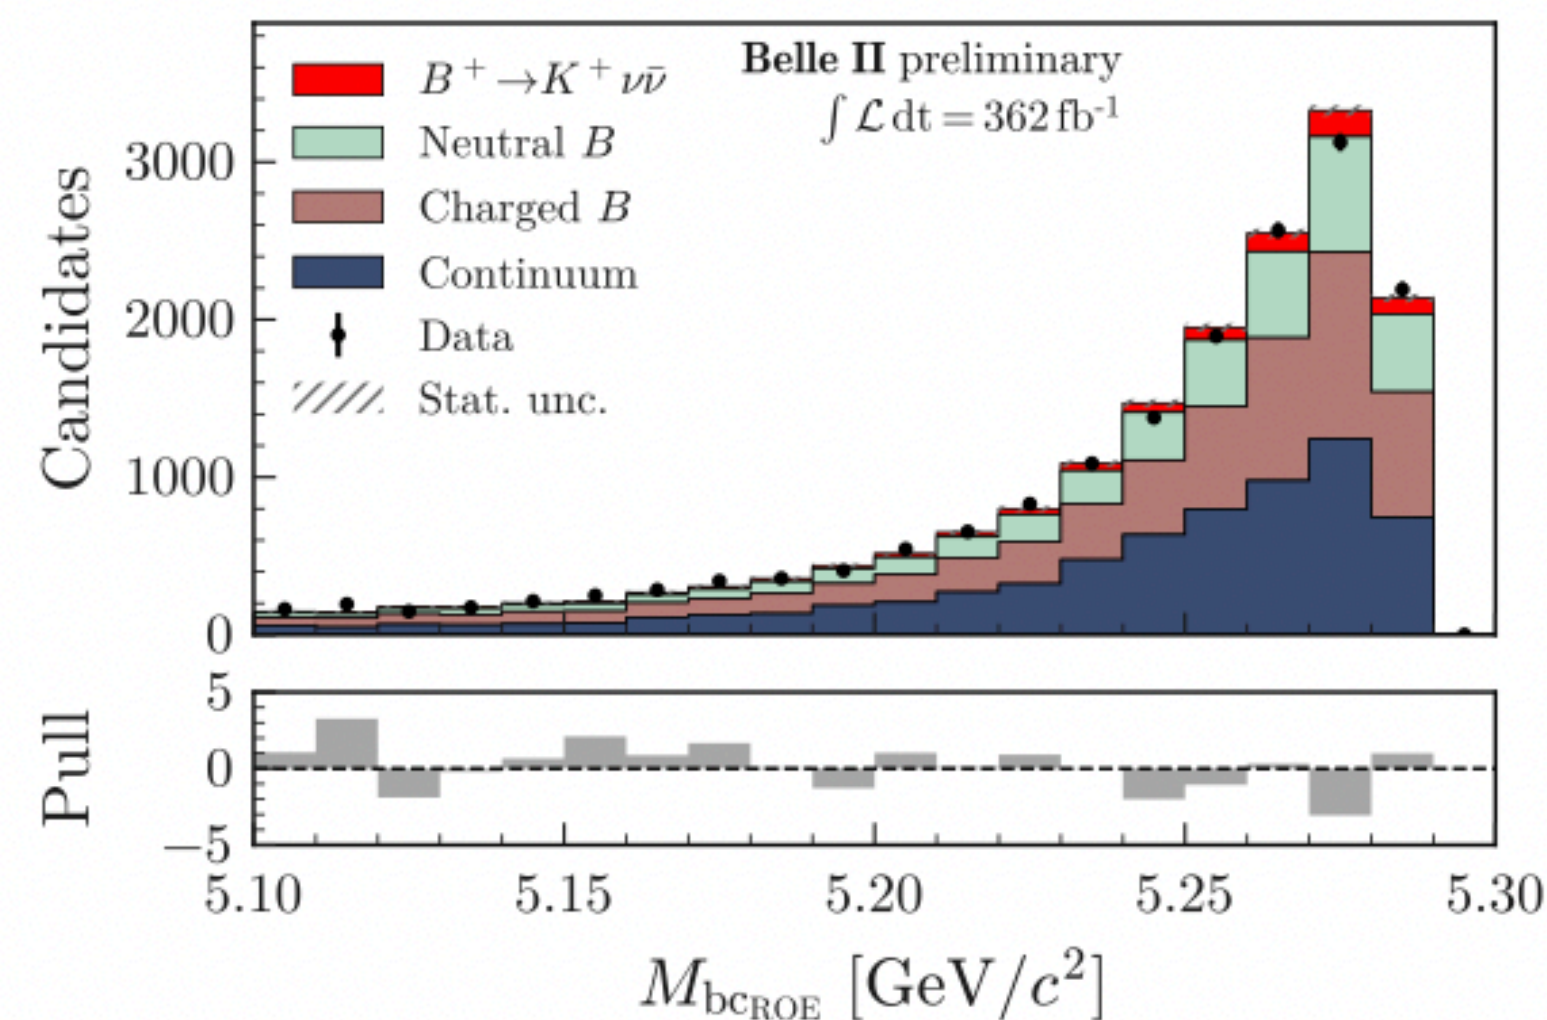 Belle II preliminary
∫ ℒ dt = 362 fb⁻¹
B⁺→K⁺νν̄
Neutral B
Charged B
Continuum
Data
Stat. unc.
Candidates
3000
2000
1000
0
Pull
5
0
−5
5.10 5.15 5.20 5.25 5.30
M_bc_ROE [GeV/c²]